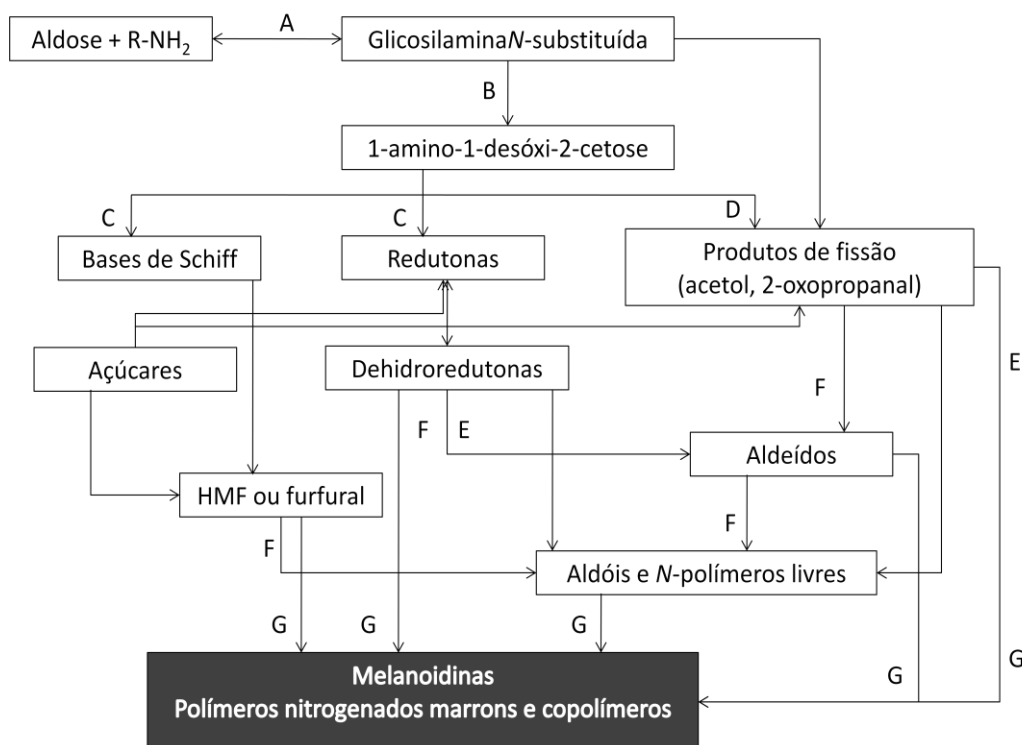 A
Aldose + R-NH₂
Glicosilamina N-substituída
B
1-amino-1-desóxi-2-cetose
C
C
D
Bases de Schiff
Redutonas
Produtos de fissão
(acetol, 2-oxopropanal)
Açúcares
Dehidroredutonas
E
F
F
E
Aldeídos
HMF ou furfural
F
F
Aldóis e N-polímeros livres
G
G
G
G
G
Melanoidinas
Polímeros nitrogenados marrons e copolímeros